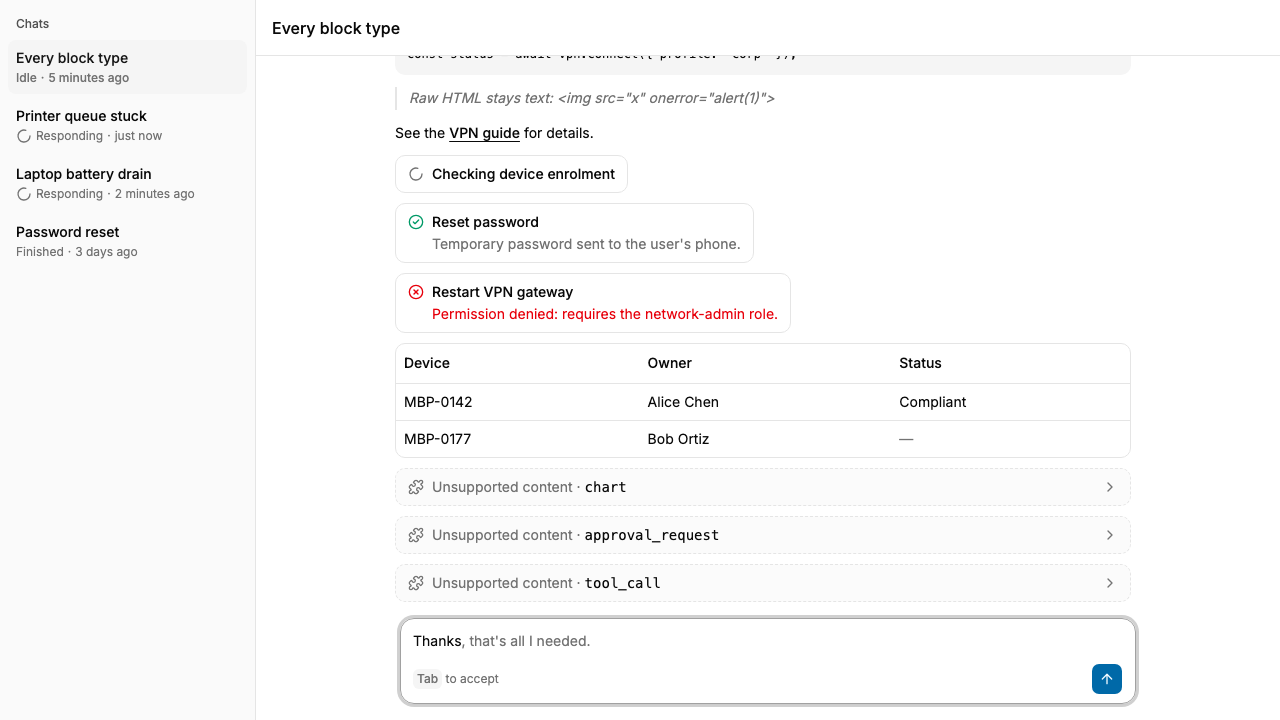 Chats
Every block type
Idle · 5 minutes ago
Printer queue stuck
Responding · just now
Laptop battery drain
Responding · 2 minutes ago
Password reset
Finished · 3 days ago
Every block type
Raw HTML stays text: <img src="x" onerror="alert(1)">
See the VPN guide for details.
Checking device enrolment
Reset password
Temporary password sent to the user's phone.
Restart VPN gateway
Permission denied: requires the network-admin role.
Device Owner Status
MBP-0142 Alice Chen Compliant
MBP-0177 Bob Ortiz —
Unsupported content · chart
Unsupported content · approval_request
Unsupported content · tool_call
Thanks, that's all I needed.
Tab to accept